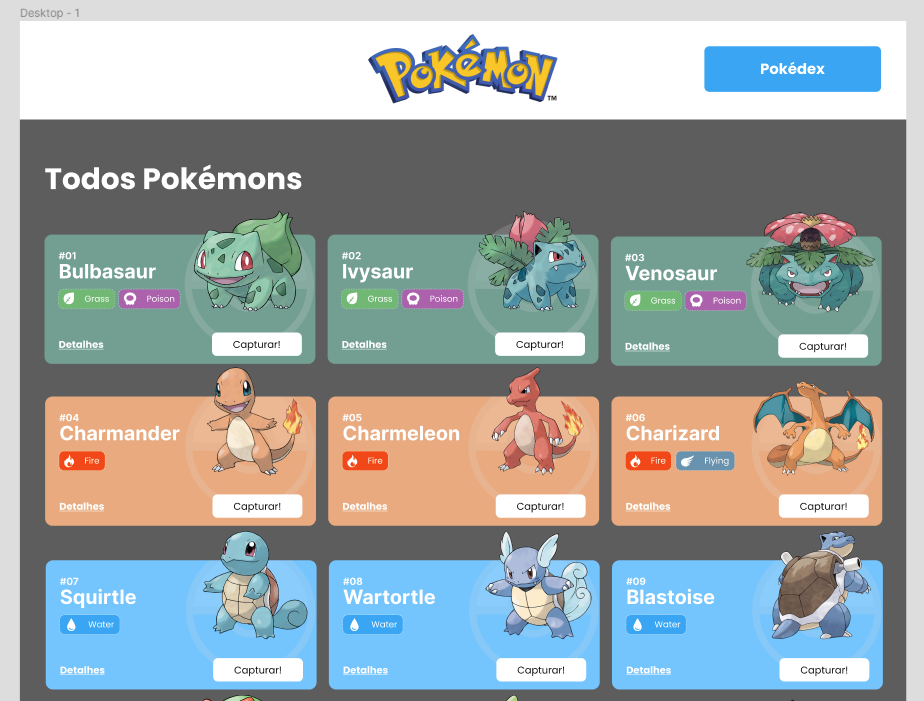 Desktop - 1
POKéMON
TM
Pokédex
Todos Pokémons
#01
Bulbasaur
Grass Poison
Detalhes Capturar!
#02
Ivysaur
Grass Poison
Detalhes Capturar!
#03
Venosaur
Grass Poison
Detalhes Capturar!
#04
Charmander
Fire
Detalhes Capturar!
#05
Charmeleon
Fire
Detalhes Capturar!
#06
Charizard
Fire Flying
Detalhes Capturar!
#07
Squirtle
Water
Detalhes Capturar!
#08
Wartortle
Water
Detalhes Capturar!
#09
Blastoise
Water
Detalhes Capturar!